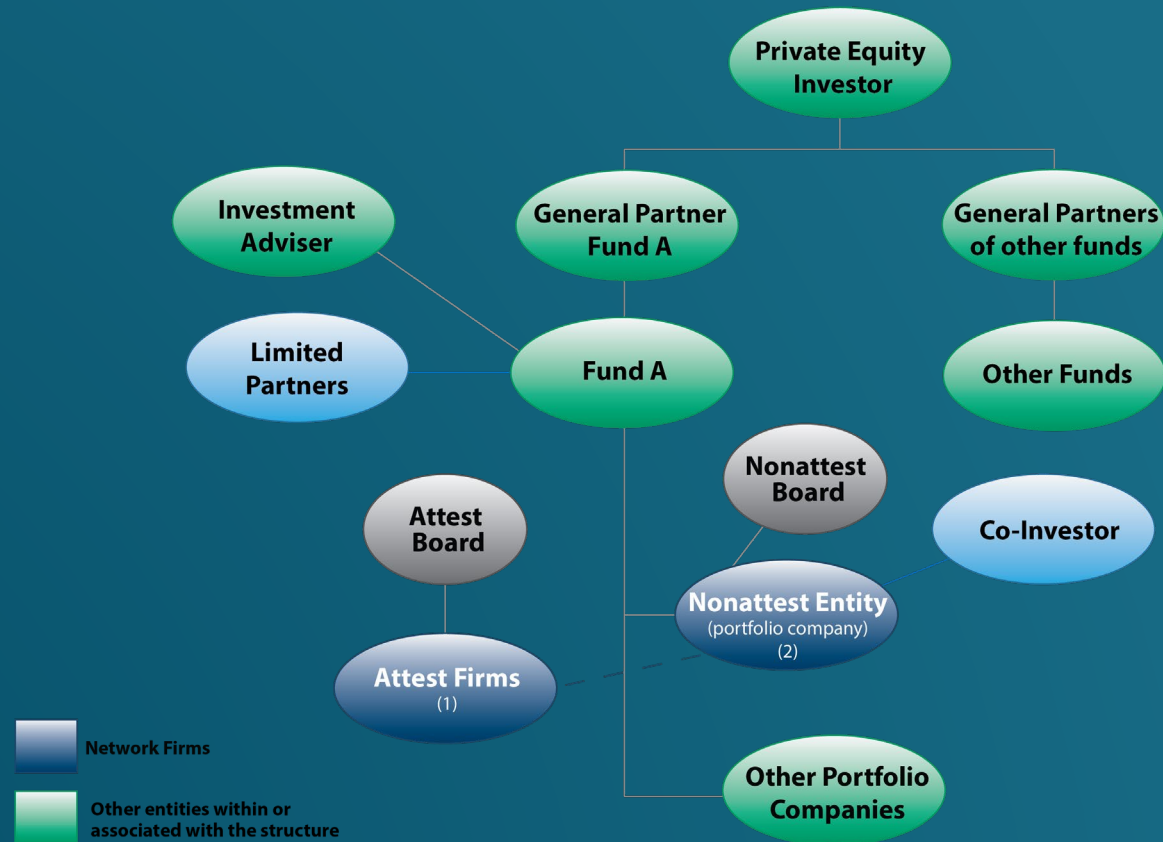 Private Equity
Investor
Investment
Adviser
General Partner
Fund A
General Partners
of other funds
Limited
Partners
Fund A
Other Funds
Attest
Board
Nonattest
Board
Co-Investor
Nonattest Entity
(portfolio company)
(2)
Attest Firms
(1)
Other Portfolio
Companies
Network Firms
Other entities within or
associated with the structure